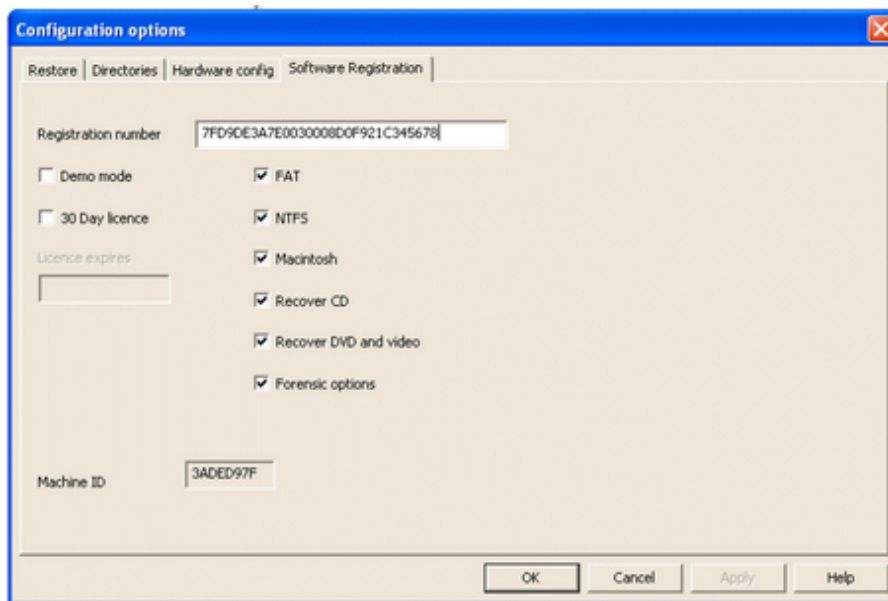 Configuration options
Restore
Directories
Hardware config
Software Registration
Registration number
7FD9DE3A7E0030008D0F921C345678
Demo mode
FAT
30 Day licence
NTFS
Licence expires
Macintosh
Recover CD
Recover DVD and video
Forensic options
Machine ID
3ADED97F
OK
Cancel
Apply
Help